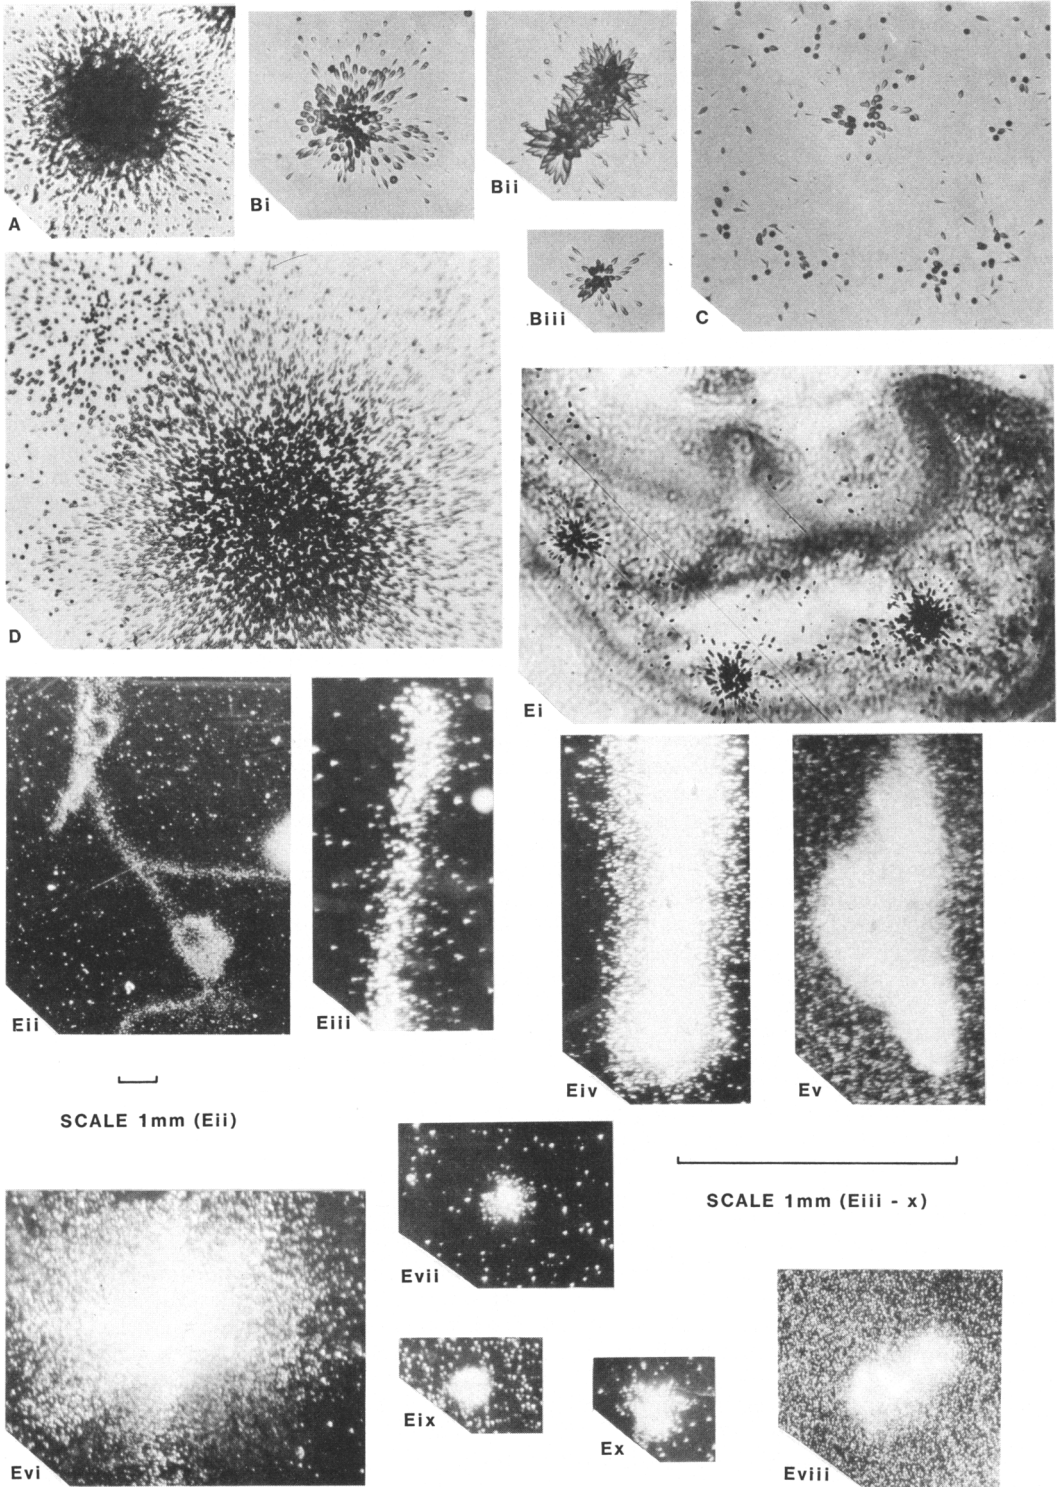 A
Bi
Bii
Biii
C
D
Ei
Eii
Eiii
Eiv
Ev
SCALE 1mm (Eii)
SCALE 1mm (Eiii - x)
Evi
Evii
Eix
Ex
Eviii